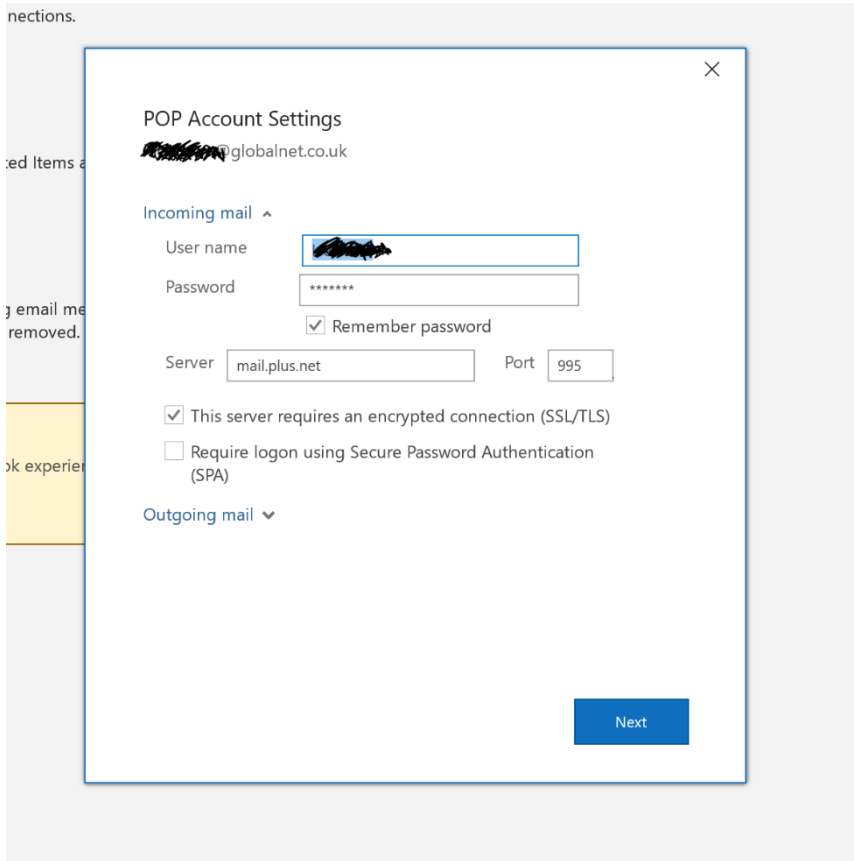 nections.
POP Account Settings
@globalnet.co.uk
ted Items a
Incoming mail
User name
Password *******
g email me
removed.
Remember password
Server mail.plus.net Port 995
This server requires an encrypted connection (SSL/TLS)
Require logon using Secure Password Authentication
(SPA)
ok experien
Outgoing mail
Next